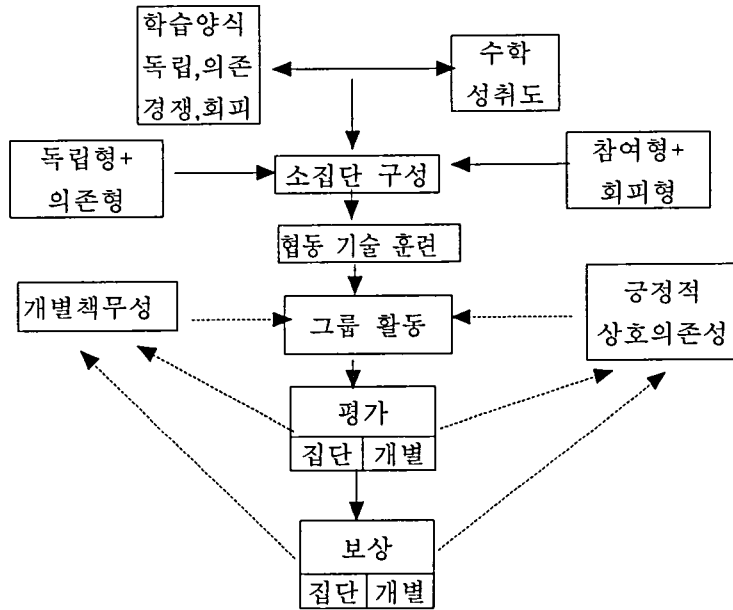 학습양식
독립,의존
경쟁,회피
수학
성취도
독립형+
의존형
소집단 구성
참여형+
회피형
협동 기술 훈련
개별책무성
그룹 활동
긍정적
상호의존성
평가
집단 개별
보상
집단 개별